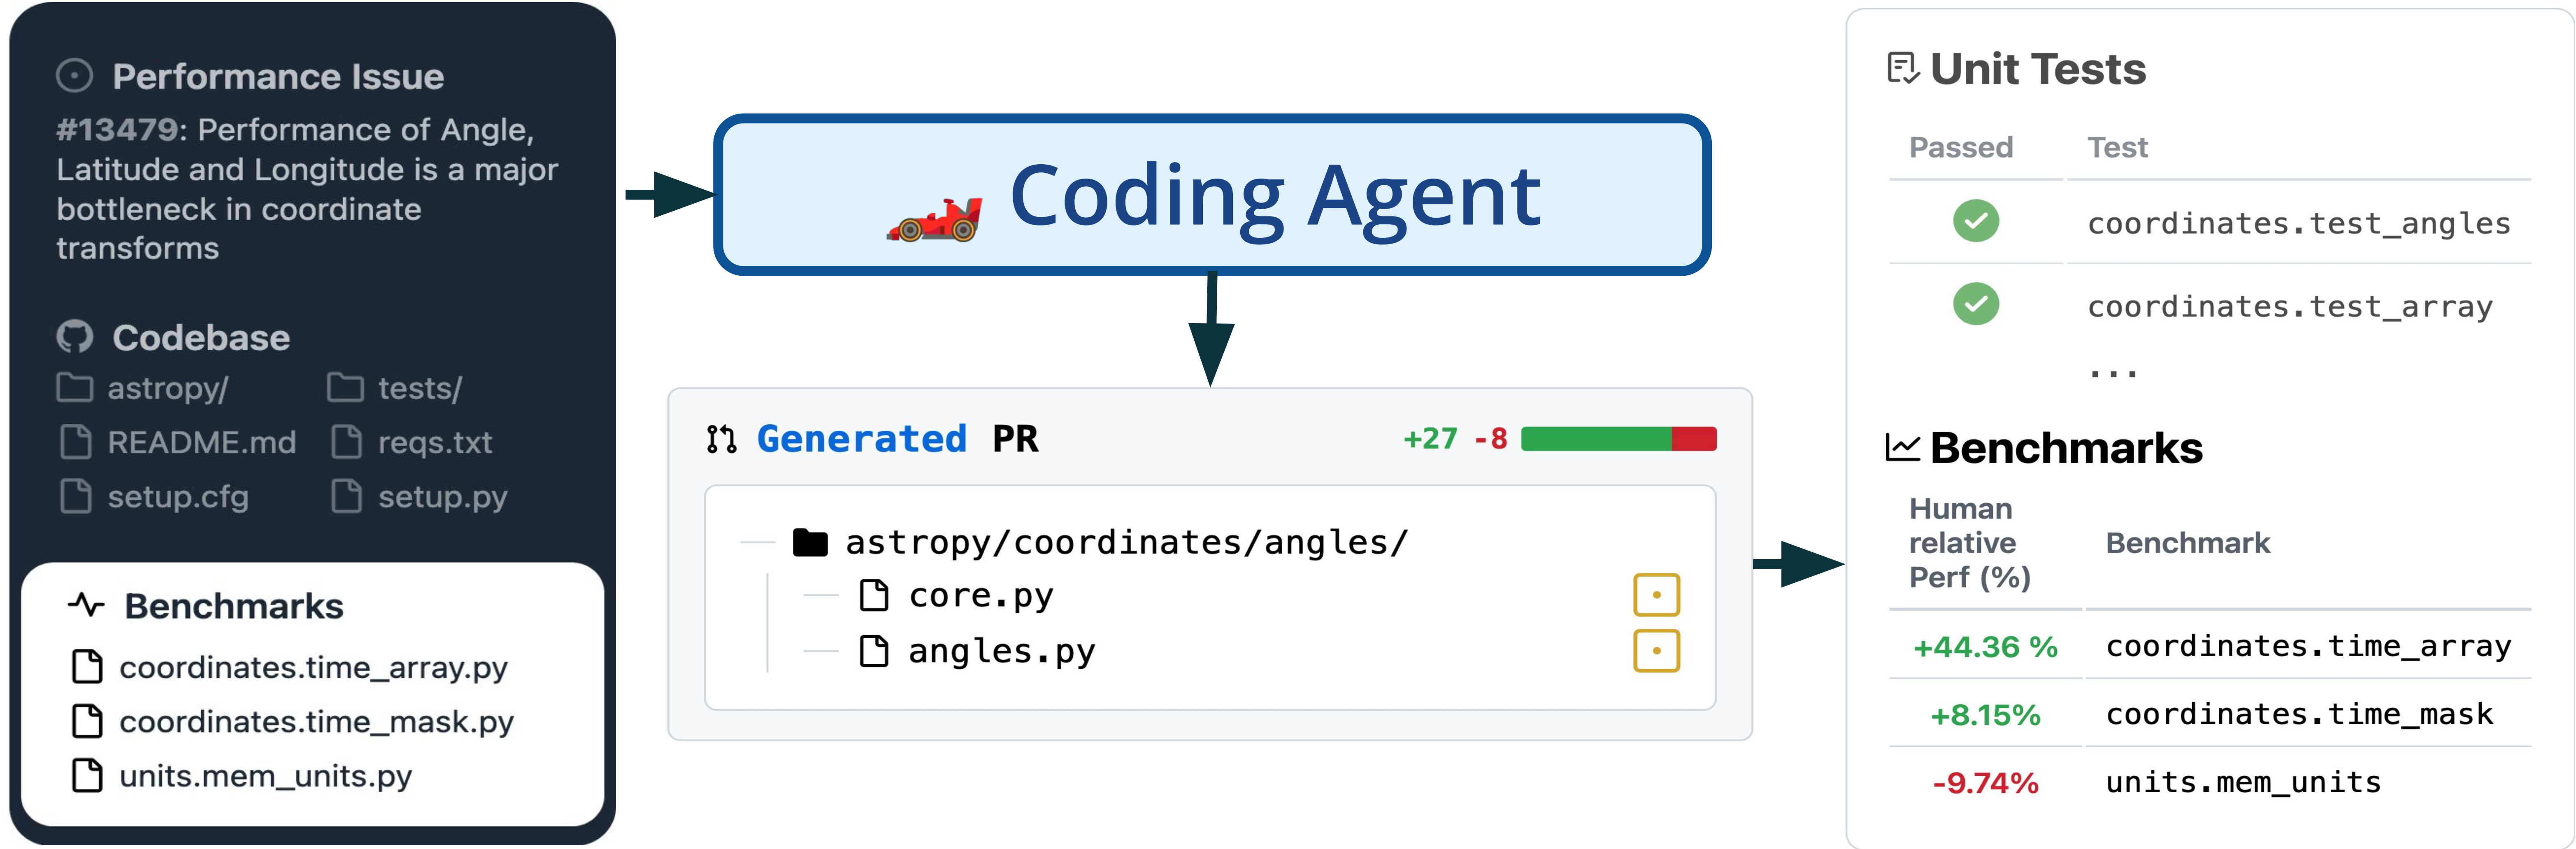 Performance Issue
#13479: Performance of Angle,
Latitude and Longitude is a major
bottleneck in coordinate
transforms
Codebase
astropy/ tests/
README.md reqs.txt
setup.cfg setup.py
Benchmarks
coordinates.time_array.py
coordinates.time_mask.py
units.mem_units.py
Coding Agent
Generated PR +27 -8
astropy/coordinates/angles/
core.py
angles.py
Unit Tests
Passed Test
coordinates.test_angles
coordinates.test_array
...
Benchmarks
Human
relative
Perf (%)
Benchmark
+44.36 % coordinates.time_array
+8.15% coordinates.time_mask
-9.74% units.mem_units